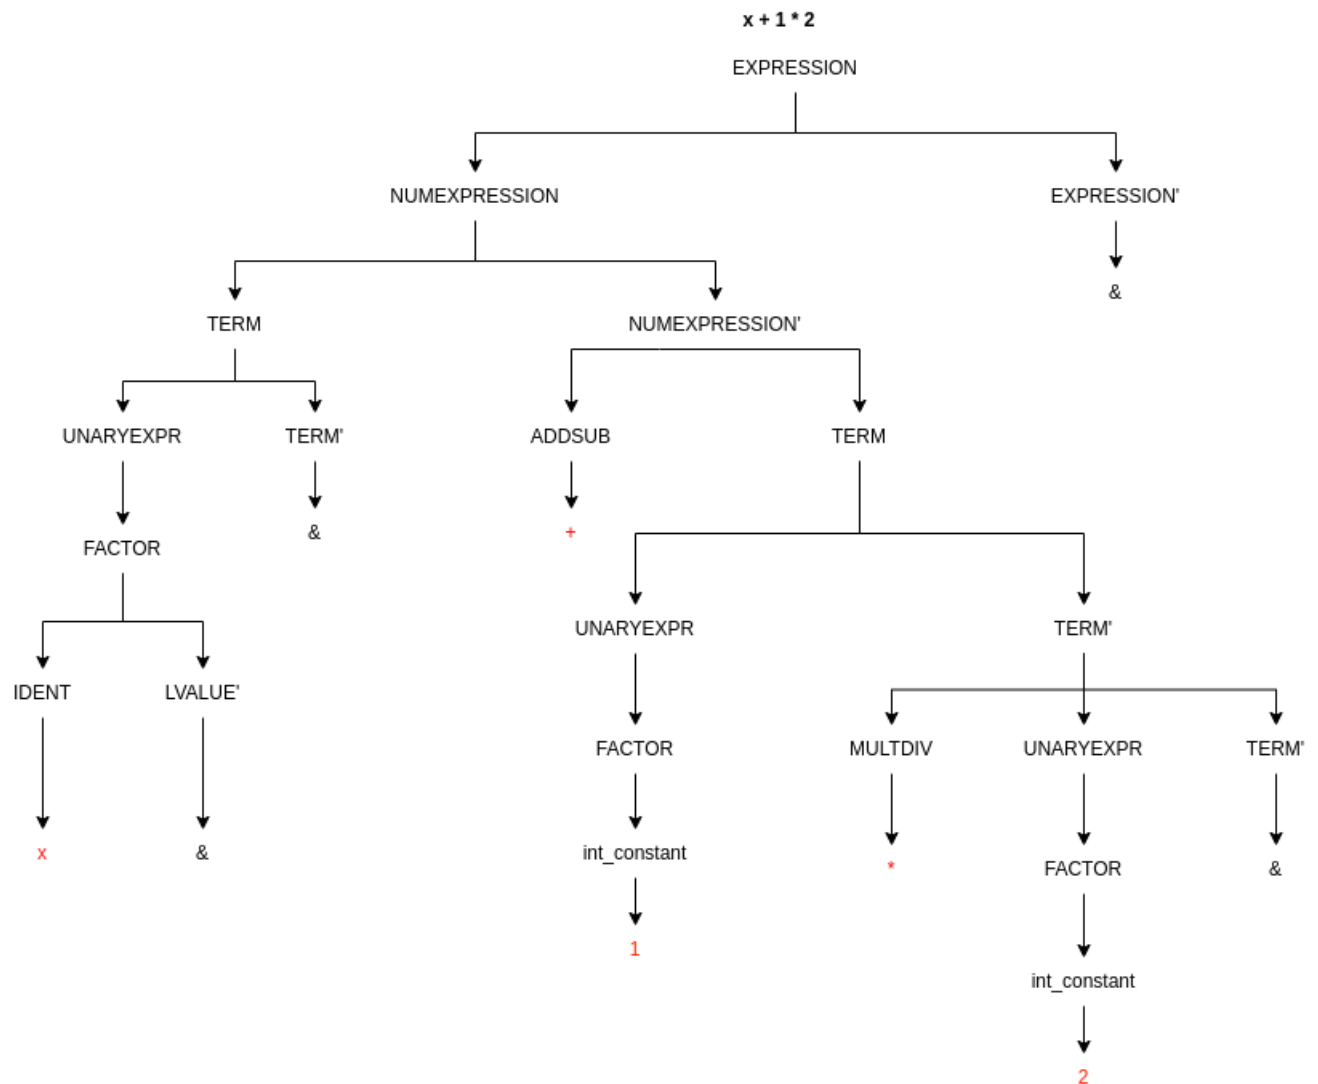 x + 1 * 2
EXPRESSION
NUMEXPRESSION EXPRESSION'
&
TERM NUMEXPRESSION'
UNARYEXPR TERM' ADDSUB TERM
& +
FACTOR
UNARYEXPR TERM'
IDENT LVALUE'
FACTOR MULTDIV UNARYEXPR TERM'
x & int_constant
* FACTOR &
1
int_constant
2